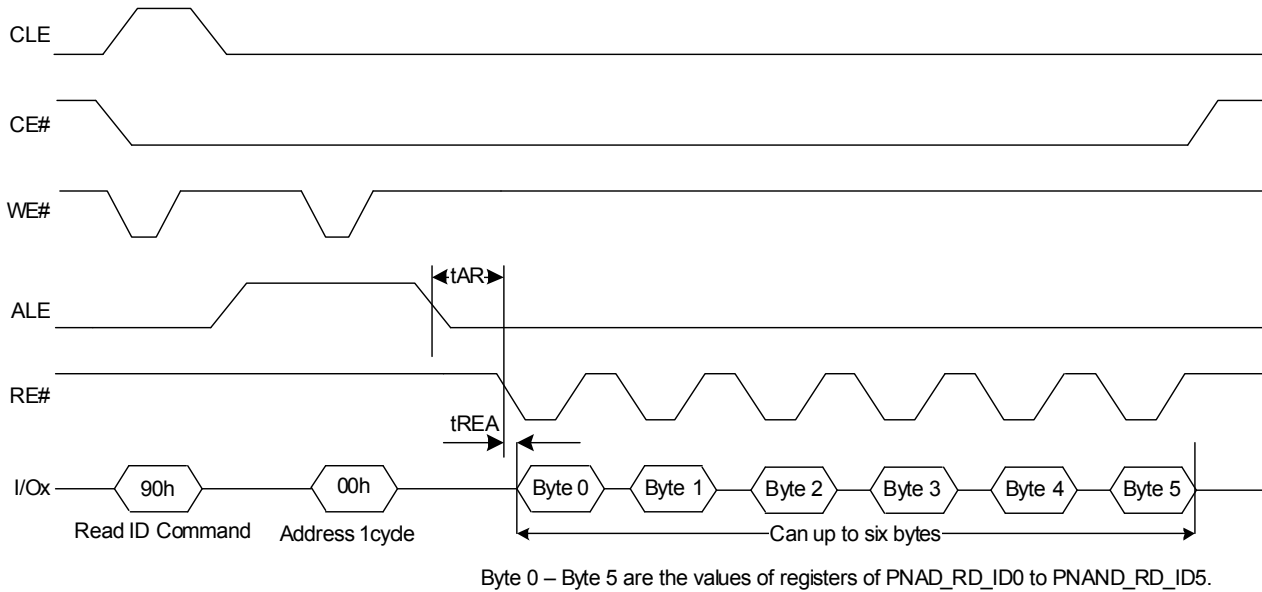 CLE
CE#
WE#
tAR
ALE
RE#
tREA
I/Ox 90h 00h Byte 0 Byte 1 Byte 2 Byte 3 Byte 4 Byte 5
Read ID Command Address 1cycle Can up to six bytes
Byte 0 – Byte 5 are the values of registers of PNAD_RD_ID0 to PNAND_RD_ID5.